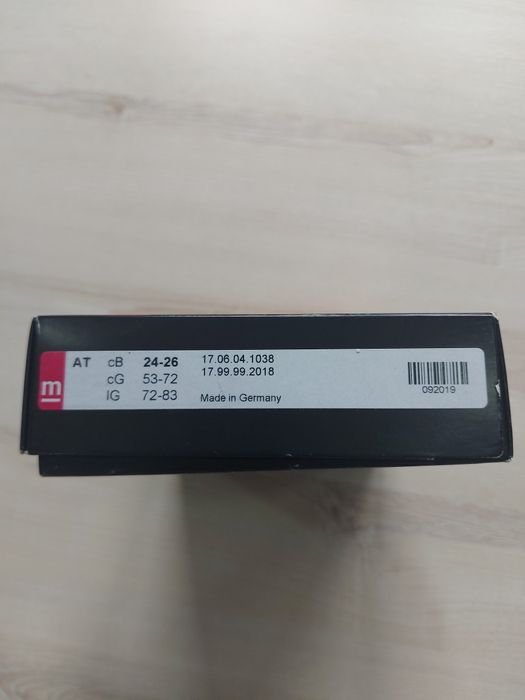 m
AT cB 24-26 17.06.04.1038
cG 53-72 17.99.99.2018
lG 72-83 Made in Germany
092019